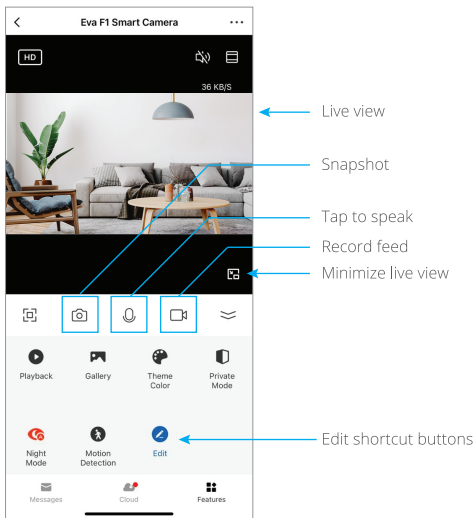 Eva F1 Smart Camera
HD
36 KB/S
Live view
Snapshot
Tap to speak
Record feed
Minimize live view
Playback
Gallery
Theme
Color
Private
Mode
Night
Mode
Motion
Detection
Edit
Edit shortcut buttons
Messages
Cloud
Features